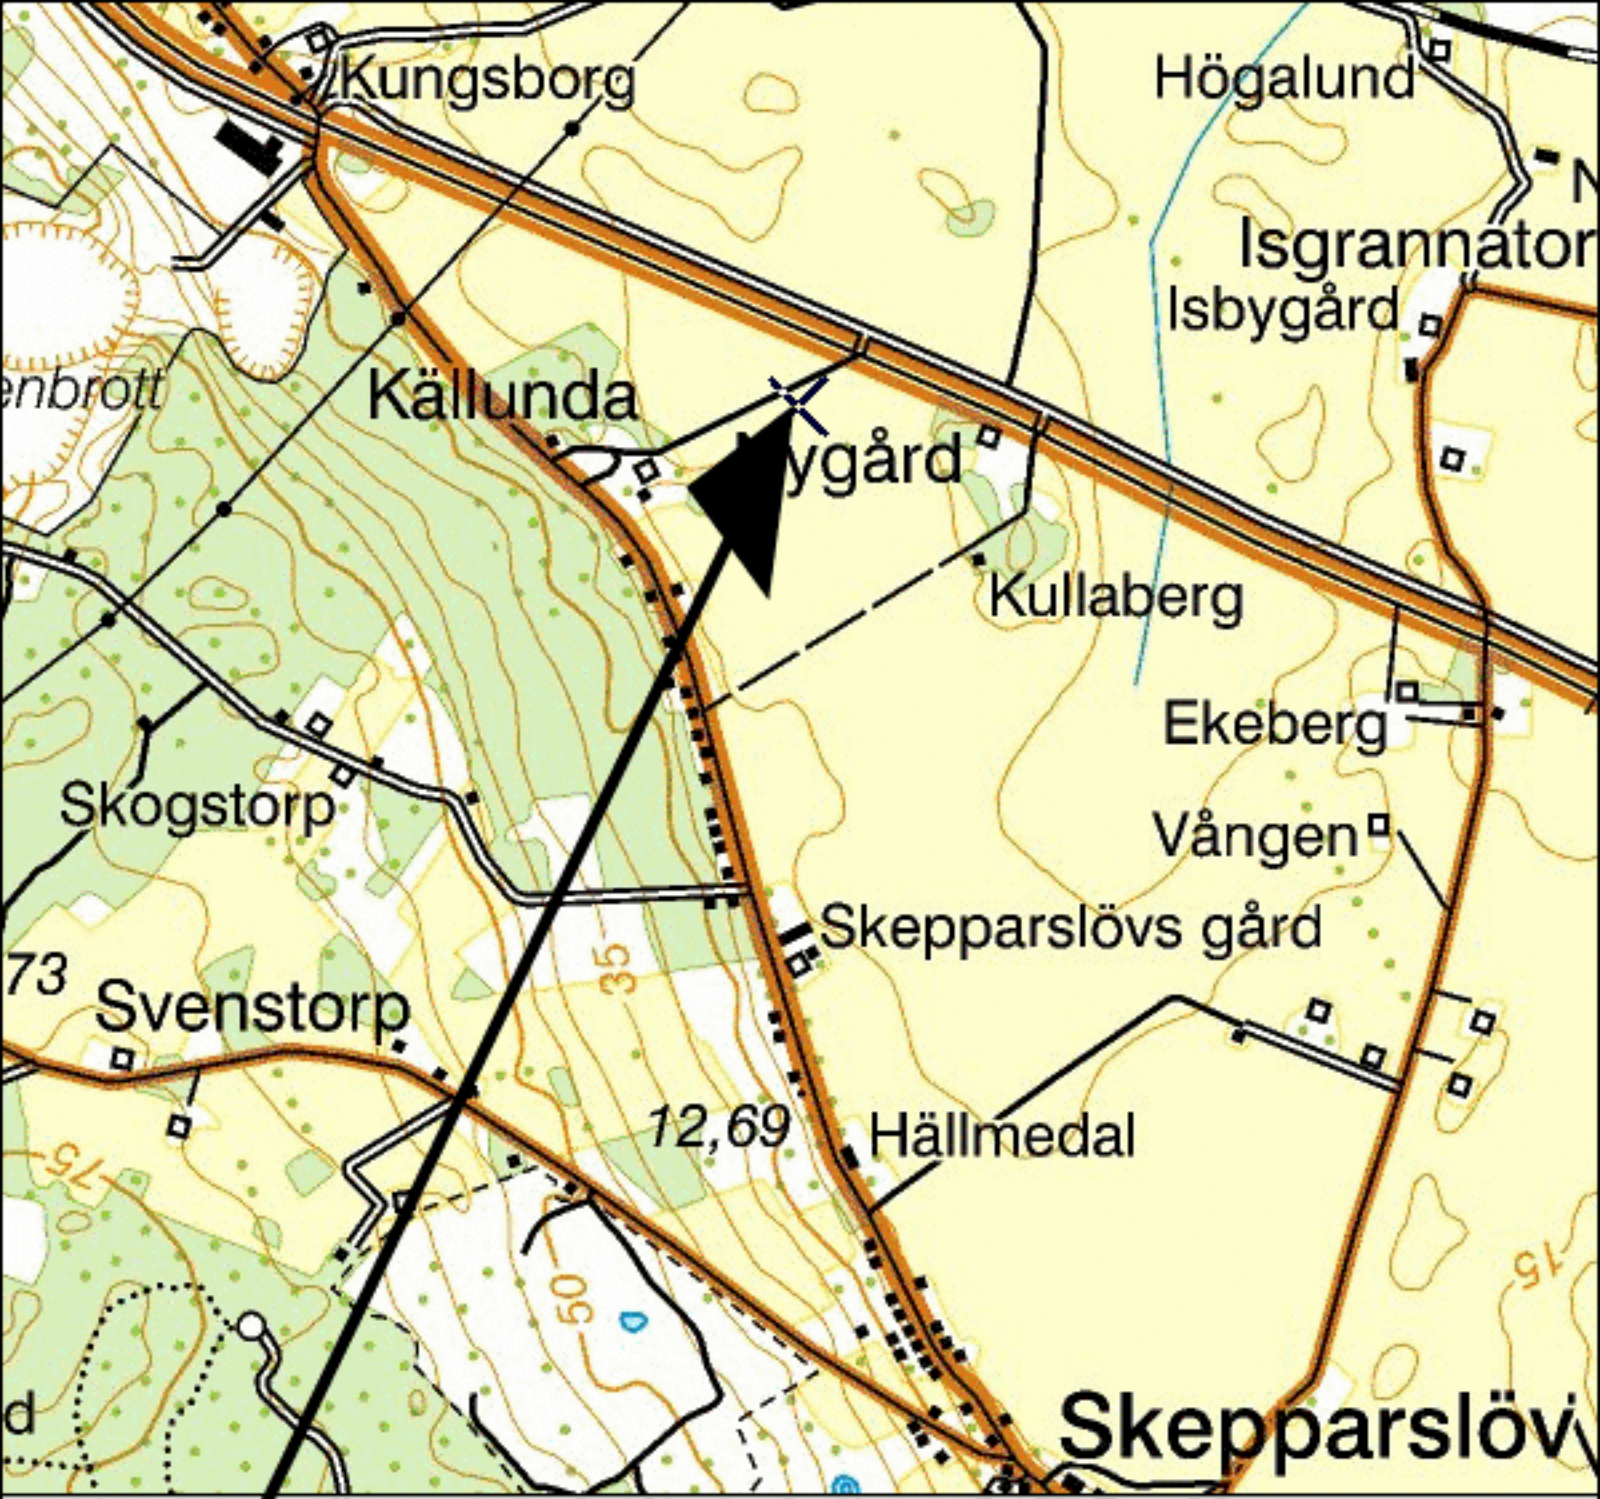 Kungsborg
Högalund
N
Isgrannator
Isbygård
enbrott
Källunda
ygård
Kullaberg
Ekeberg
Skogstorp
Vången
Skepparslövs gård
73
Svenstorp
35
12,69
Hällmedal
75
50
15
d
Skepparslöv